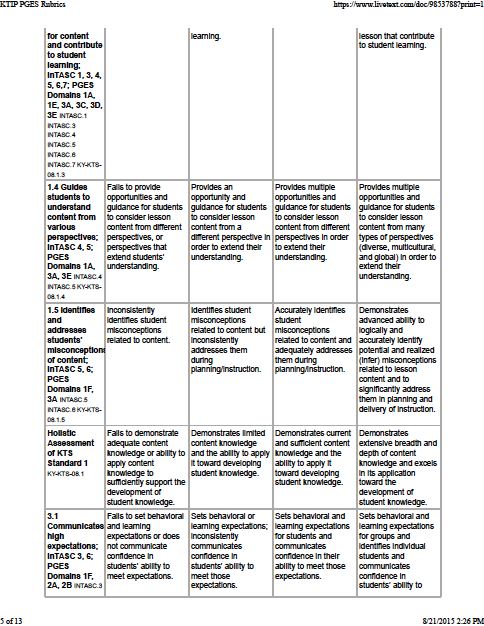 KTIP PGES Rubrics
https://www.livetext.com/doc/9853788?print=1
for content
and contribute
to student
learning;
InTASC 1, 3, 4,
5, 6,7; PGES
Domains 1A,
1E, 3A, 3C, 3D,
3E INTASC.1
INTASC.3
INTASC.4
INTASC.5
INTASC.6
INTASC.7 KY-KTS-
08.1.3
learning.
lesson that contribute
to student learning.
1.4 Guides
students to
understand
content from
various
perspectives;
InTASC 4, 5;
PGES
Domains 1A,
3A, 3E INTASC.4
INTASC.5 KY-KTS-
08.1.4
Fails to provide
opportunities and
guidance for students
to consider lesson
content from different
perspectives, or
perspectives that
extend students'
understanding.
Provides an
opportunity and
guidance for students
to consider lesson
content from a
different perspective in
order to extend their
understanding.
Provides multiple
opportunities and
guidance for students
to consider lesson
content from different
perspectives in order
to extend their
understanding.
Provides multiple
opportunities and
guidance for students
to consider lesson
content from many
types of perspectives
(diverse, multicultural,
and global) in order to
extend their
understanding.
1.5 Identifies
and
addresses
students'
misconceptions
of content;
InTASC 5, 6;
PGES
Domains 1F,
3A INTASC.5
INTASC.6 KY-KTS-
08.1.5
Inconsistently
identifies student
misconceptions
related to content.
Identifies student
misconceptions
related to content but
inconsistently
addresses them
during
planning/instruction.
Accurately identifies
student
misconceptions
related to content and
adequately addresses
them during
planning/instruction.
Demonstrates
advanced ability to
logically and
accurately identify
potential and realized
(infer) misconceptions
related to lesson
content and to
significantly address
them in planning and
delivery of instruction.
Holistic
Assessment
of KTS
Standard 1
KY-KTS-08.1
Fails to demonstrate
adequate content
knowledge or ability to
apply content
knowledge to
sufficiently support the
development of
student knowledge.
Demonstrates limited
content knowledge
and the ability to apply
it toward developing
student knowledge.
Demonstrates current
and sufficient content
knowledge and the
ability to apply it
toward developing
student knowledge.
Demonstrates
extensive breadth and
depth of content
knowledge and excels
in its application
toward the
development of
student knowledge.
3.1
Communicates
high
expectations;
InTASC 3, 6;
PGES
Domains 1F,
2A, 2B INTASC.3
Fails to set behavioral
and learning
expectations or does
not communicate
confidence in
students' ability to
meet expectations.
Sets behavioral or
learning expectations;
inconsistently
communicates
confidence in
students' ability to
meet those
expectations.
Sets behavioral and
learning expectations
for students and
communicates
confidence in their
ability to meet those
expectations.
Sets behavioral and
learning expectations
for groups and
identifies individual
students and
communicates
confidence in
students' ability to
5 of 13
8/21/2015 2:26 PM